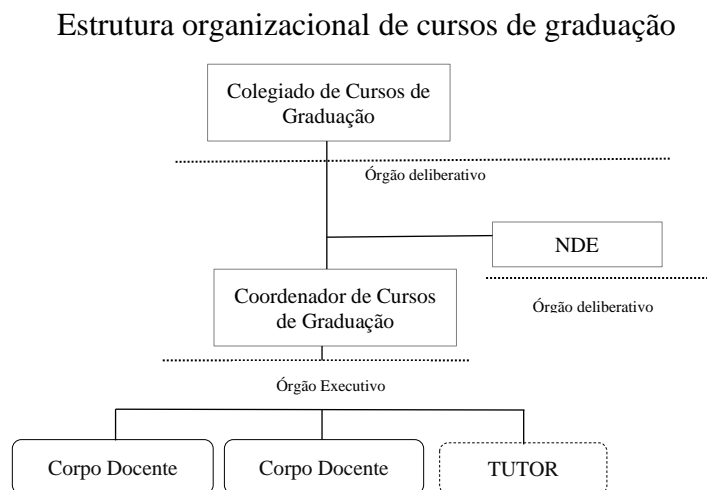 Estrutura organizacional de cursos de graduação
Colegiado de Cursos de
Graduação
Órgão deliberativo
NDE
Coordenador de Cursos
de Graduação
Órgão deliberativo
Órgão Executivo
Corpo Docente
Corpo Docente
TUTOR